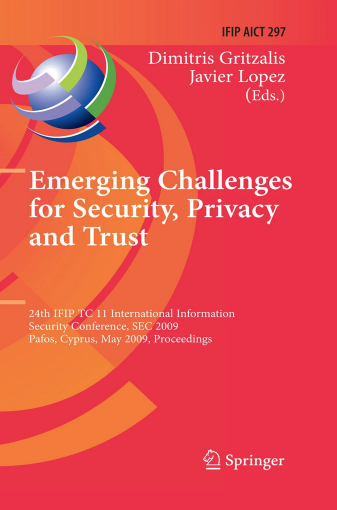 IFIP AICT 297
Dimitris Gritzalis
Javier Lopez
(Eds.)
Emerging Challenges
for Security, Privacy
and Trust
24th IFIP TC 11 International Information
Security Conference, SEC 2009
Pafos, Cyprus, May 2009, Proceedings
Springer